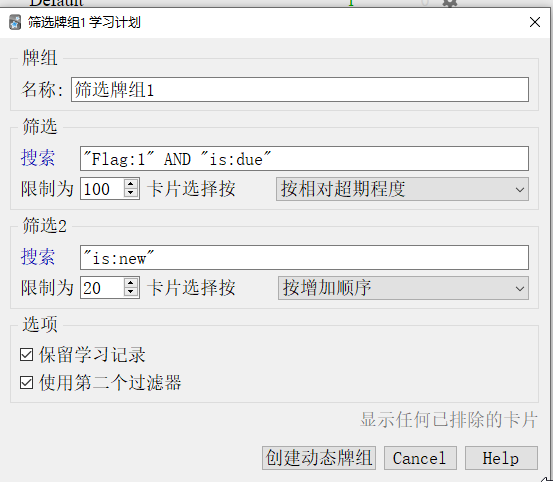 Default 1 0
筛选牌组1 学习计划
牌组
名称: 筛选牌组1
筛选
搜索 "Flag:1" AND "is:due"
限制为 100 卡片选择按 按相对超期程度
筛选2
搜索 "is:new"
限制为 20 卡片选择按 按增加顺序
选项
保留学习记录
使用第二个过滤器
显示任何已排除的卡片
创建动态牌组 Cancel Help